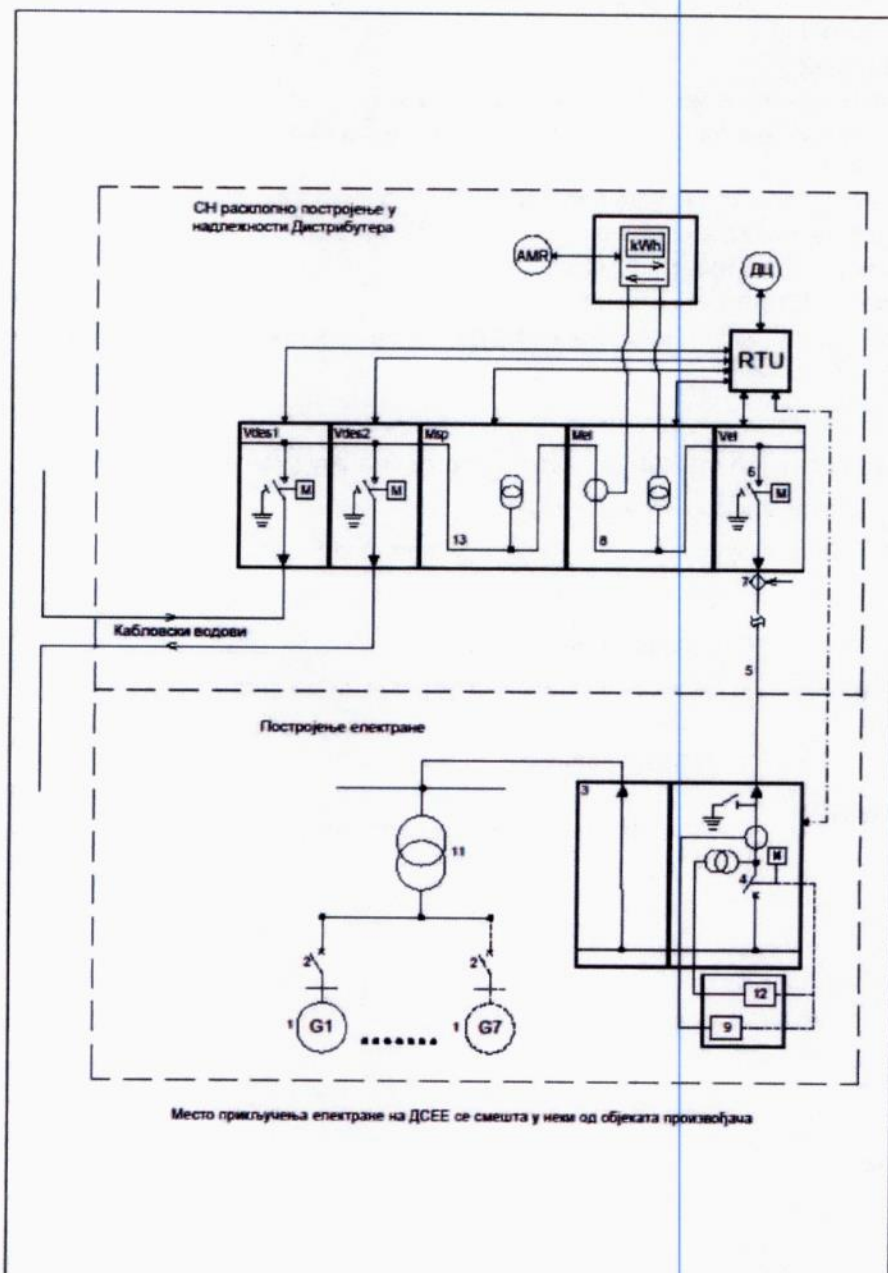 СН расклопно постројење у
надлежности Дистрибутера
kWh
AMR
ДЦ
RTU
Vdes1
Vdes2
Msp
Mel
Vel
M
M
6
M
13
8
7
Кабловски водови
5
Постројење електране
3
11
M
4
2
2
12
1
G1
1
G7
9
Место прикључења електране на ДСЕЕ се смешта у неки од објеката произвођача